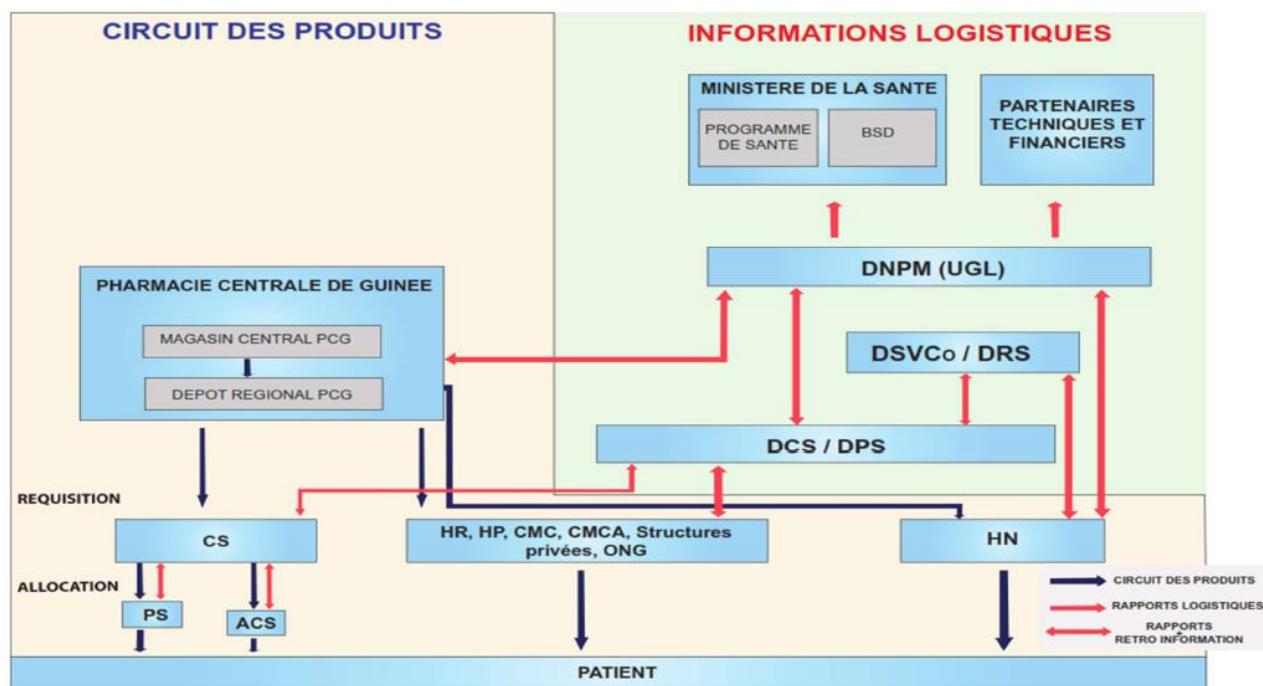 CIRCUIT DES PRODUITS
INFORMATIONS LOGISTIQUES
MINISTERE DE LA SANTE
PROGRAMME
DE SANTE
BSD
PARTENAIRES
TECHNIQUES ET
FINANCIERS
DNPM (UGL)
PHARMACIE CENTRALE DE GUINEE
MAGASIN CENTRAL PCG
DEPOT REGIONAL PCG
DSVCO / DRS
DCS / DPS
REQUISITION
CS
HR, HP, CMC, CMCA, Structures
privées, ONG
HN
ALLOCATION
PS
ACS
CIRCUIT DES PRODUITS
RAPPORTS LOGISTIQUES
RAPPORTS
+
RETRO INFORMATION
PATIENT